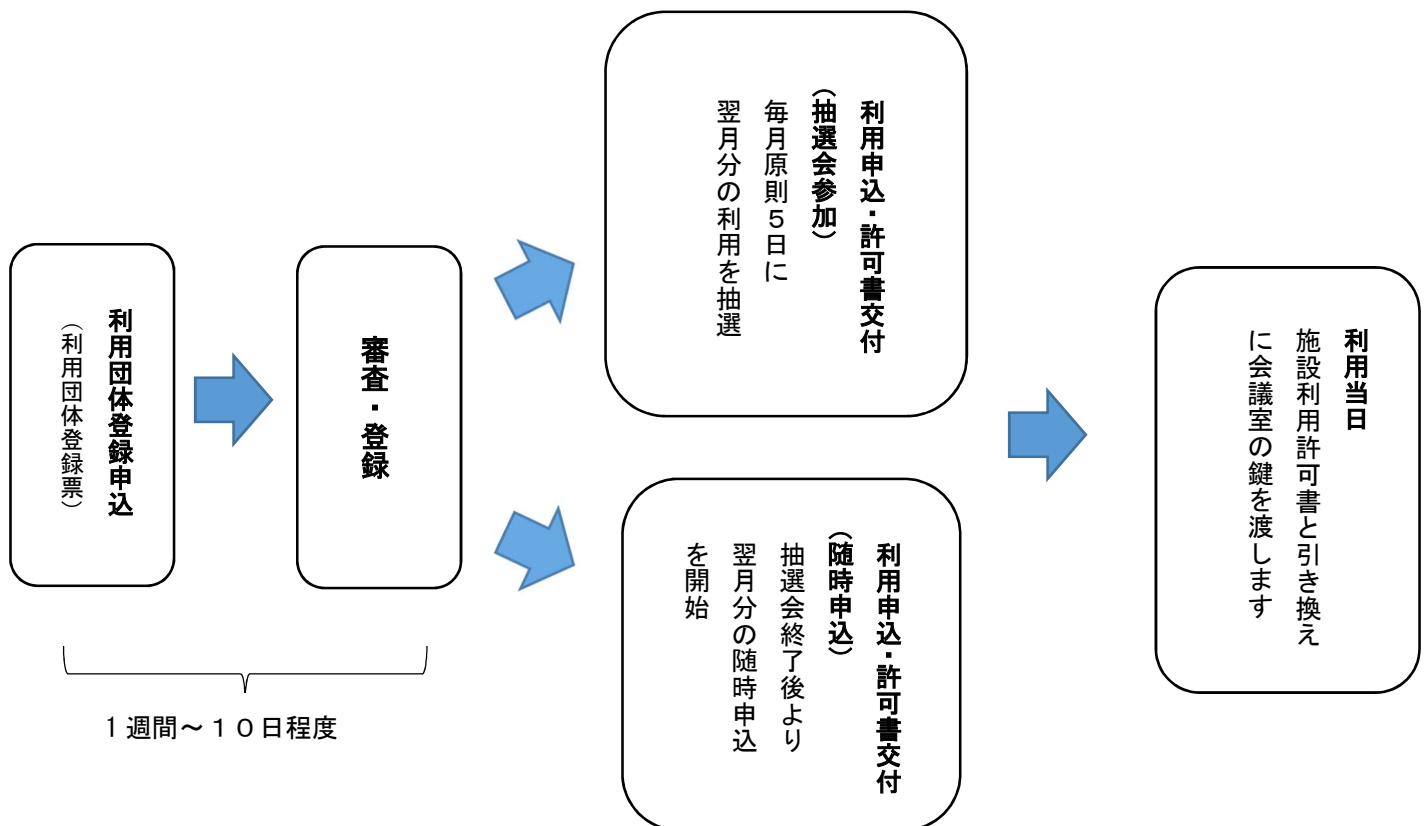 利用団体登録申込
（利用団体登録票）
審査・登録
１週間～１０日程度
利用申込・許可書交付
（抽選会参加）
毎月原則５日に
翌月分の利用を抽選
利用申込・許可書交付
（随時申込）
抽選会終了後より
翌月分の随時申込
を開始
利用当日
施設利用許可書と引き換え
に会議室の鍵を渡します